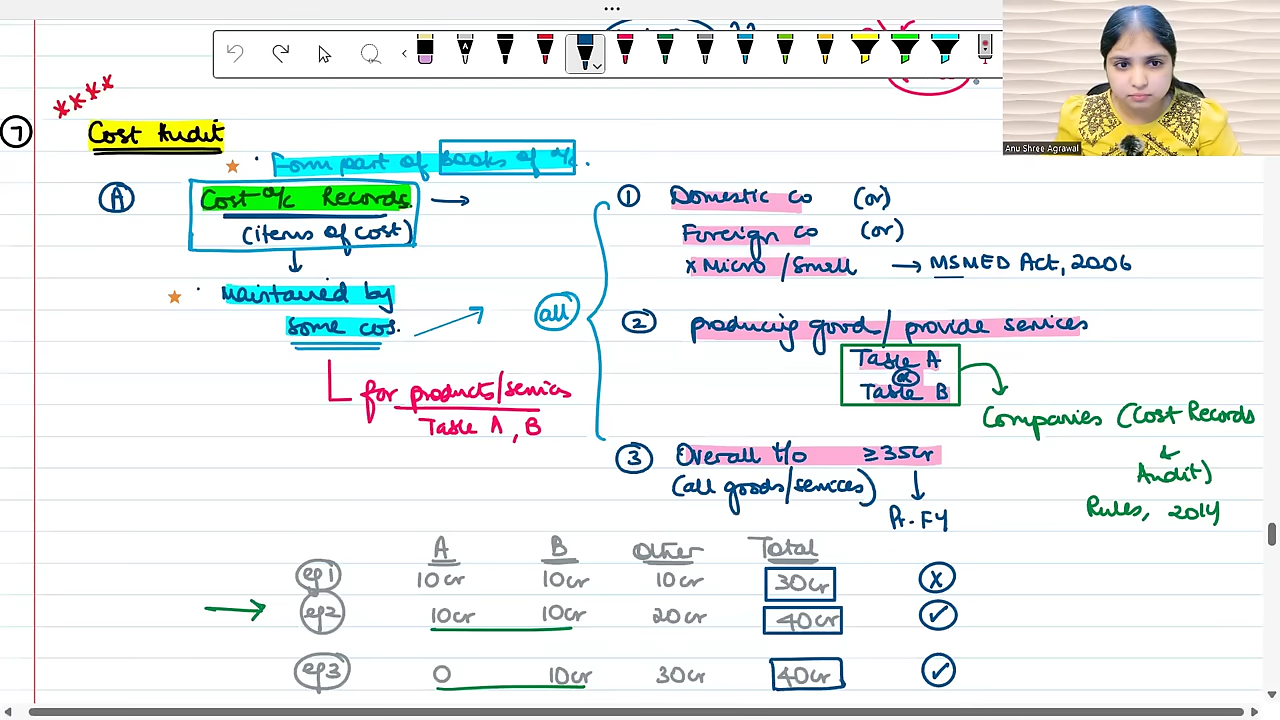 Anu Shree Agrawal
****
7
Cost Audit
Form part of books of a/c.
A
Cost a/c Records
(items of cost)
maintained by
some cos.
for products/services
Table A, B
all
1 Domestic co (or)
Foreign co (or)
x Micro / Small → MSMED Act, 2006
2 producing good/ provide services
Table A
or
Table B
Companies (Cost Records
&
Audit)
Rules, 2014
3 Overall t/o ≥35cr
(all goods/services)
Pr. FY
A B Other Total
eg1 10cr 10cr 10cr 30cr x
eg2 10cr 10cr 20cr 40cr ✓
eg3 0 10cr 30cr 40cr ✓